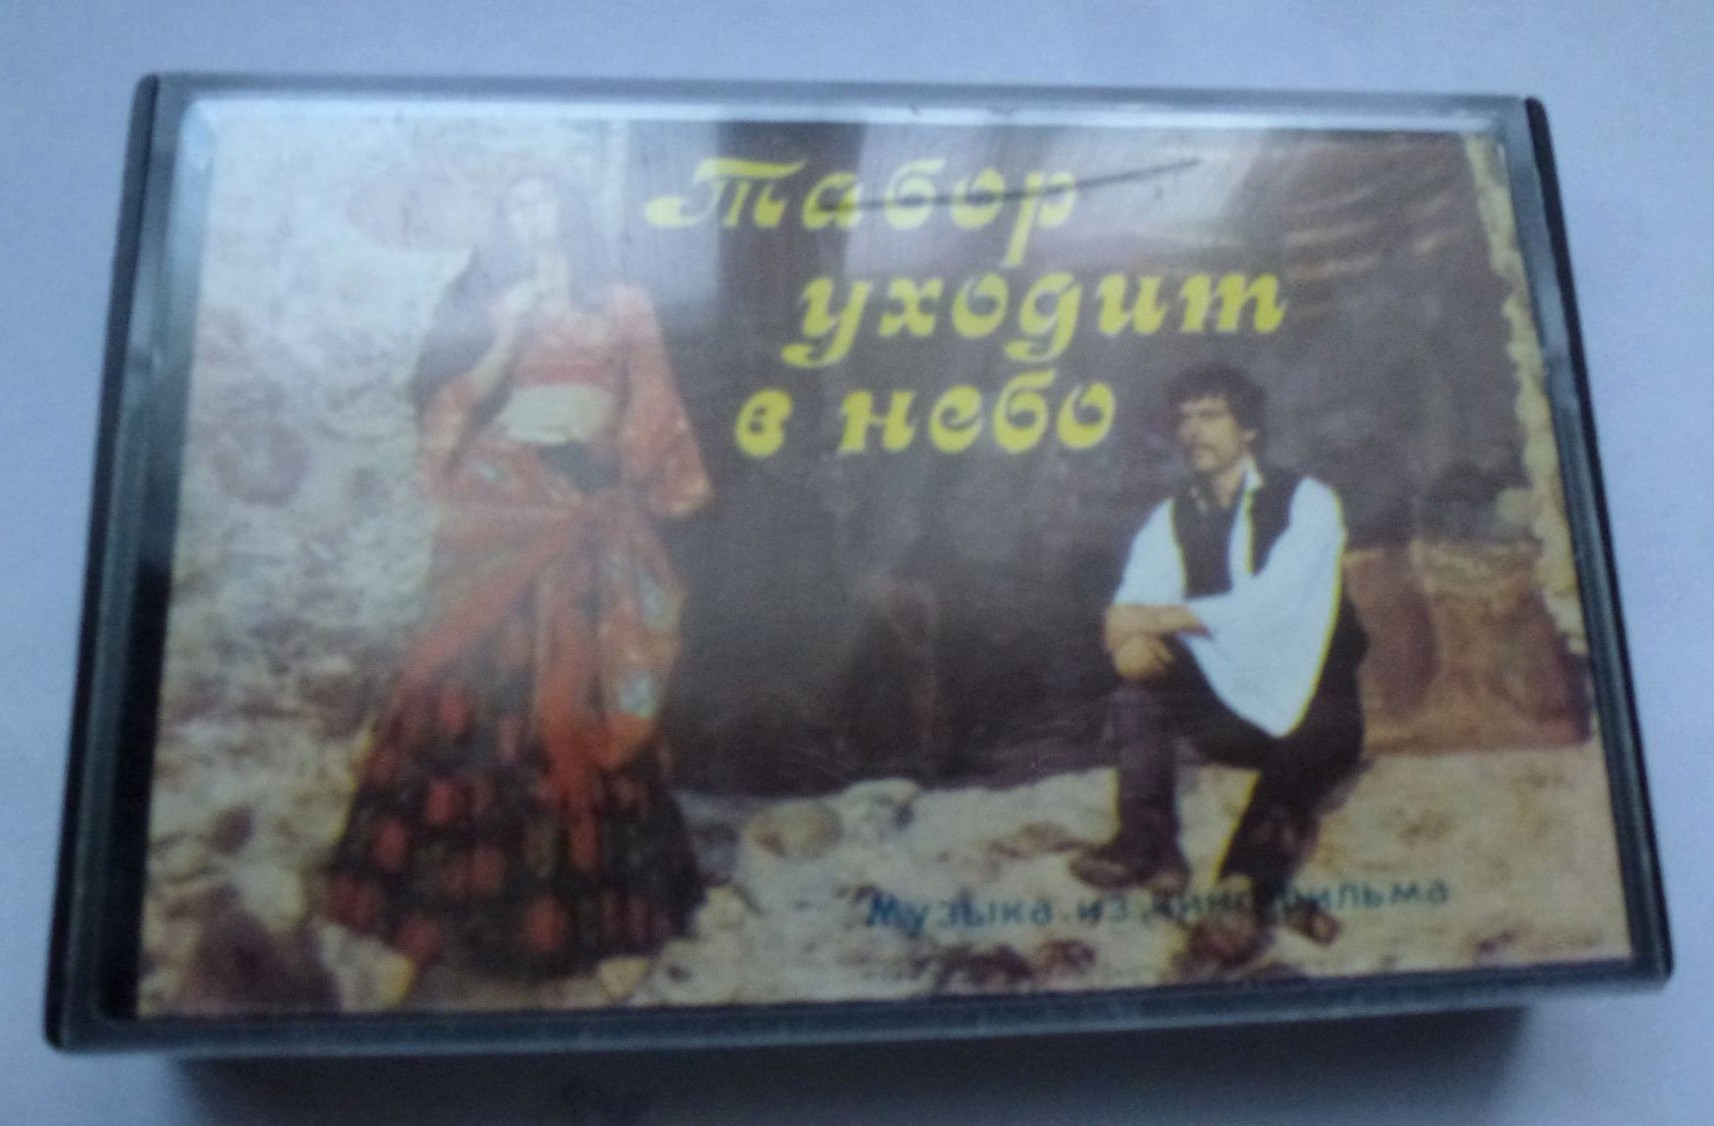 Табор
уходит
в небо
Музыка из кинофильма